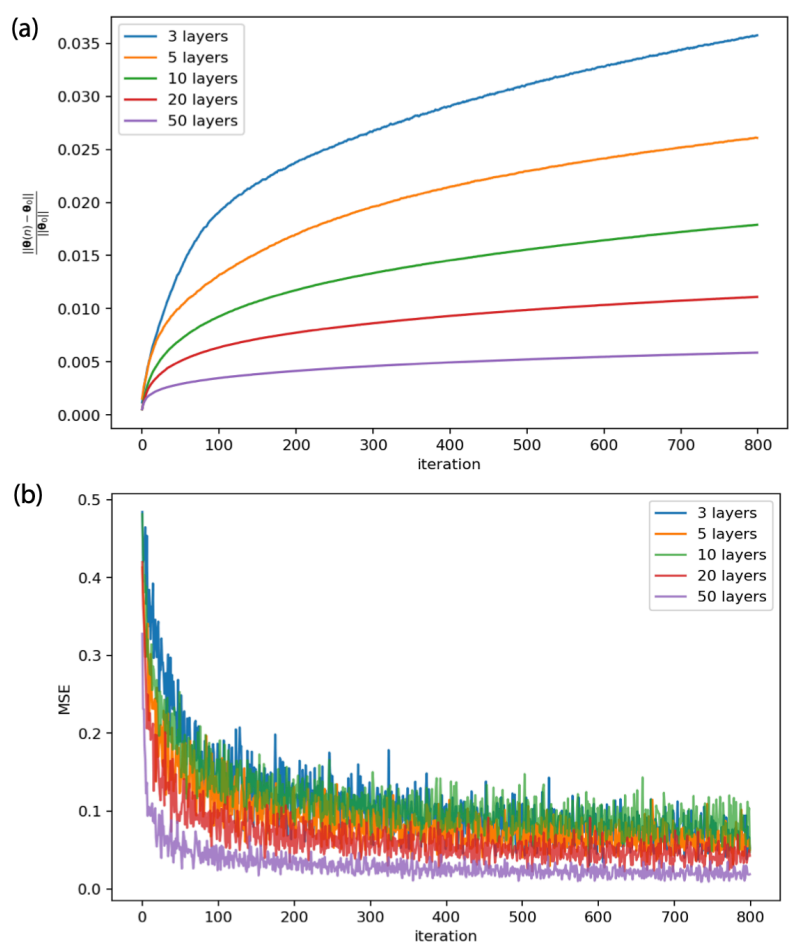 (a)
3 layers
5 layers
10 layers
20 layers
50 layers
0.035
0.030
0.025
0.020
0.015
0.010
0.005
0.000
||θ(n) − θ₀||
||θ₀||
0 100 200 300 400 500 600 700 800
iteration
(b)
3 layers
5 layers
10 layers
20 layers
50 layers
0.5
0.4
0.3
0.2
0.1
0.0
MSE
0 100 200 300 400 500 600 700 800
iteration